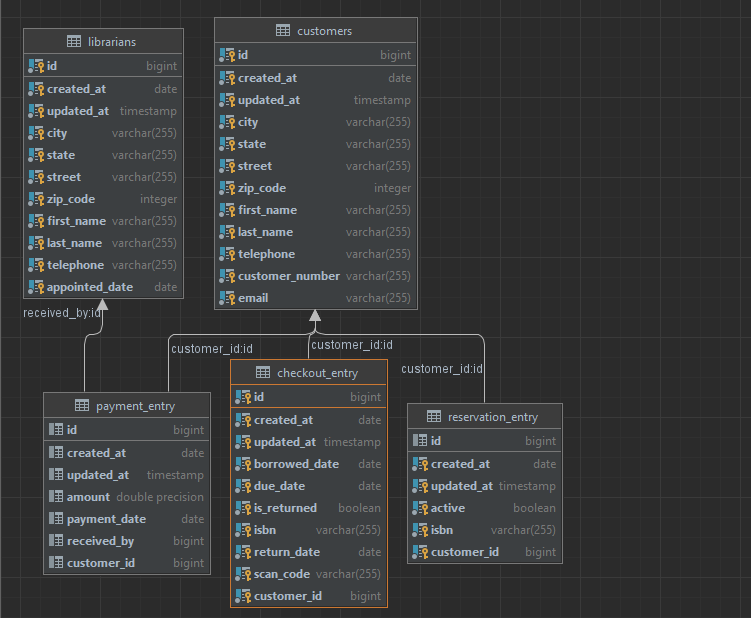 librarians
id bigint
created_at date
updated_at timestamp
city varchar(255)
state varchar(255)
street varchar(255)
zip_code integer
first_name varchar(255)
last_name varchar(255)
telephone varchar(255)
appointed_date date
customers
id bigint
created_at date
updated_at timestamp
city varchar(255)
state varchar(255)
street varchar(255)
zip_code integer
first_name varchar(255)
last_name varchar(255)
telephone varchar(255)
customer_number varchar(255)
email varchar(255)
received_by:id
customer_id:id
customer_id:id
customer_id:id
payment_entry
id bigint
created_at date
updated_at timestamp
amount double precision
payment_date date
received_by bigint
customer_id bigint
checkout_entry
id bigint
created_at date
updated_at timestamp
borrowed_date date
due_date date
is_returned boolean
isbn varchar(255)
return_date date
scan_code varchar(255)
customer_id bigint
reservation_entry
id bigint
created_at date
updated_at timestamp
active boolean
isbn varchar(255)
customer_id bigint